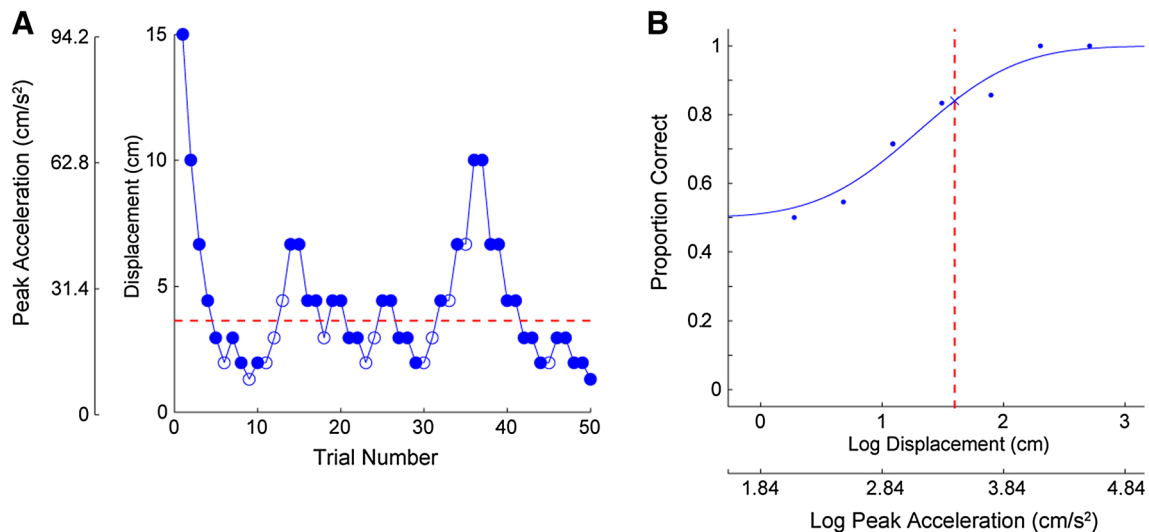 A
Peak Acceleration (cm/s²)
94.2
62.8
31.4
0
Displacement (cm)
15
10
5
0
0 10 20 30 40 50
Trial Number
B
Proportion Correct
1
0.8
0.6
0.4
0.2
0
0 1 2 3
Log Displacement (cm)
1.84 2.84 3.84 4.84
Log Peak Acceleration (cm/s²)